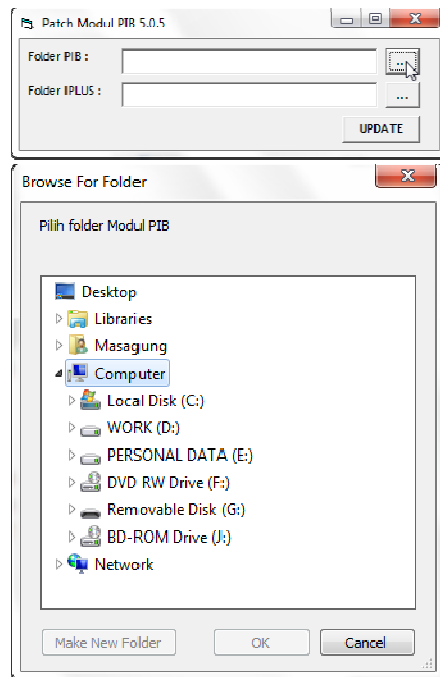 Patch Modul PIB 5.0.5
Folder PIB :
...
Folder IPLUS :
...
UPDATE
Browse For Folder
Pilih folder Modul PIB
Desktop
Libraries
Masagung
Computer
Local Disk (C:)
WORK (D:)
PERSONAL DATA (E:)
DVD RW Drive (F:)
Removable Disk (G:)
BD-ROM Drive (J:)
Network
Make New Folder
OK
Cancel